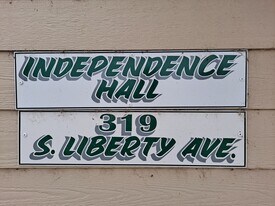 INDEPENDENCE
HALL
319
S. LIBERTY AVE.